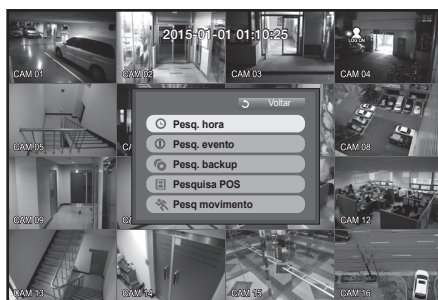 2015-01-01 01:10:25
LOG ON
CAM 01
CAM 02
CAM 03
CAM 04
Voltar
Pesq. hora
Pesq. evento
Pesq. backup
Pesquisa POS
Pesq movimento
CAM 05
CAM 08
CAM 09
CAM 12
CAM 13
CAM 14
CAM 15
CAM 16